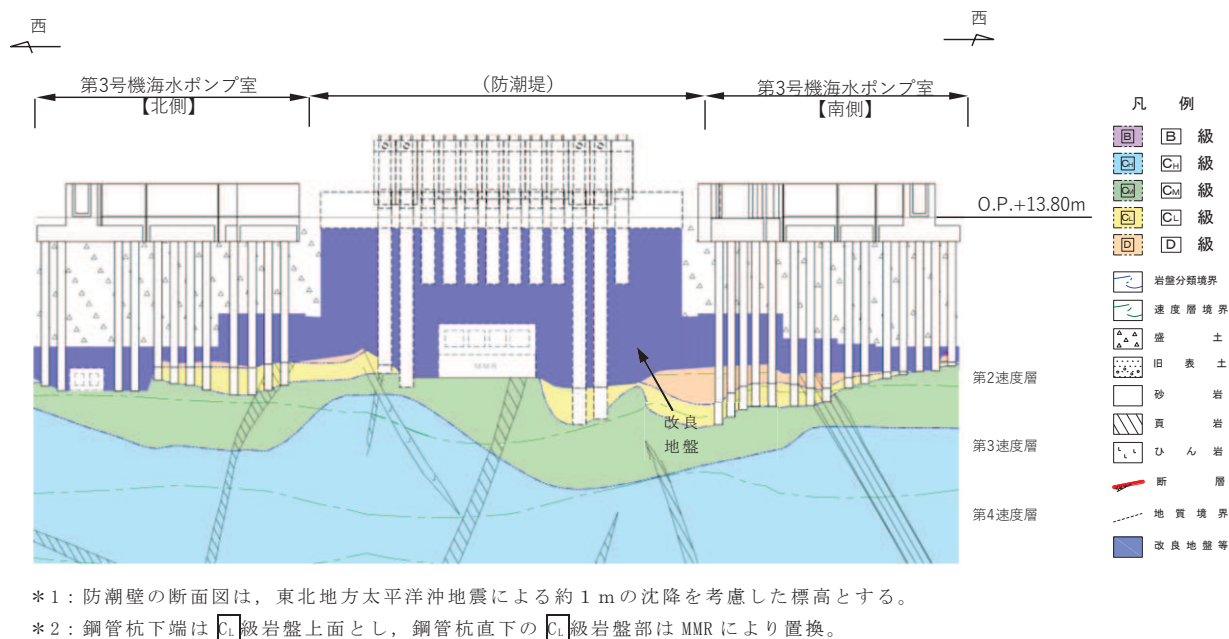 西
西
第3号機海水ポンプ室
【北側】
(防潮堤)
第3号機海水ポンプ室
【南側】
O.P.+13.80m
MMR
改良
地盤
第2速度層
第3速度層
第4速度層
凡 例
B B 級
CH CH 級
CM CM 級
CL CL 級
D D 級
岩盤分類境界
速度層境界
盛 土
旧 表 土
砂 岩
頁 岩
ひ ん 岩
断 層
地 質 境 界
改 良 地 盤 等
*1:防潮壁の断面図は,東北地方太平洋沖地震による約1mの沈降を考慮した標高とする。
*2:鋼管杭下端は CL 級岩盤上面とし,鋼管杭直下の CL 級岩盤部は MMR により置換。